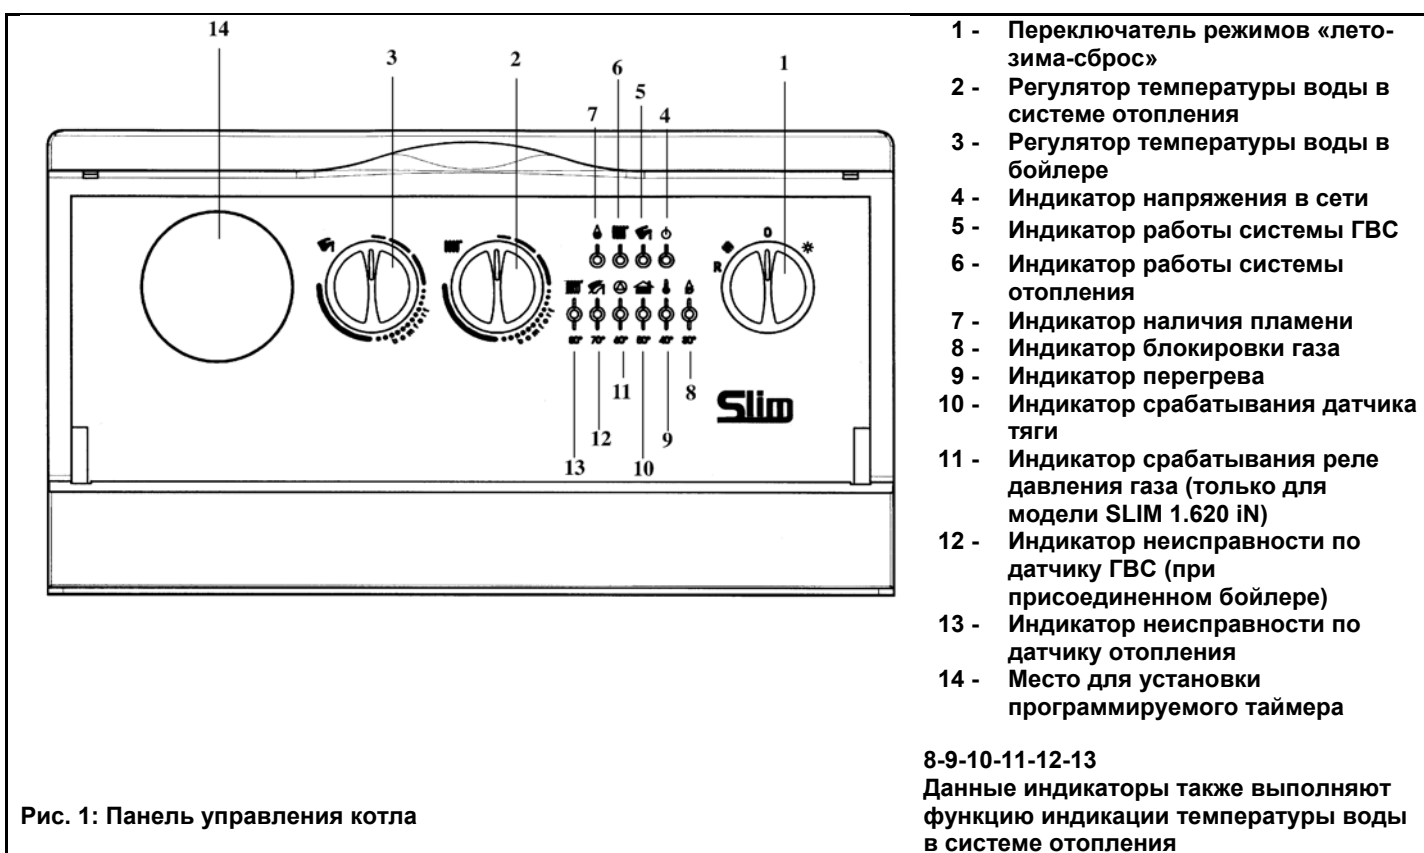 14
3
2
6
5
1
7
4
0
R
80° 70° 60° 50° 40° 30°
11
8
Slim
12
9
13
10
1 - Переключатель режимов «лето-
зима-сброс»
2 - Регулятор температуры воды в
системе отопления
3 - Регулятор температуры воды в
бойлере
4 - Индикатор напряжения в сети
5 - Индикатор работы системы ГВС
6 - Индикатор работы системы
отопления
7 - Индикатор наличия пламени
8 - Индикатор блокировки газа
9 - Индикатор перегрева
10 - Индикатор срабатывания датчика
тяги
11 - Индикатор срабатывания реле
давления газа (только для
модели SLIM 1.620 iN)
12 - Индикатор неисправности по
датчику ГВС (при
присоединенном бойлере)
13 - Индикатор неисправности по
датчику отопления
14 - Место для установки
программируемого таймера
8-9-10-11-12-13
Данные индикаторы также выполняют
функцию индикации температуры воды
в системе отопления
Рис. 1: Панель управления котла